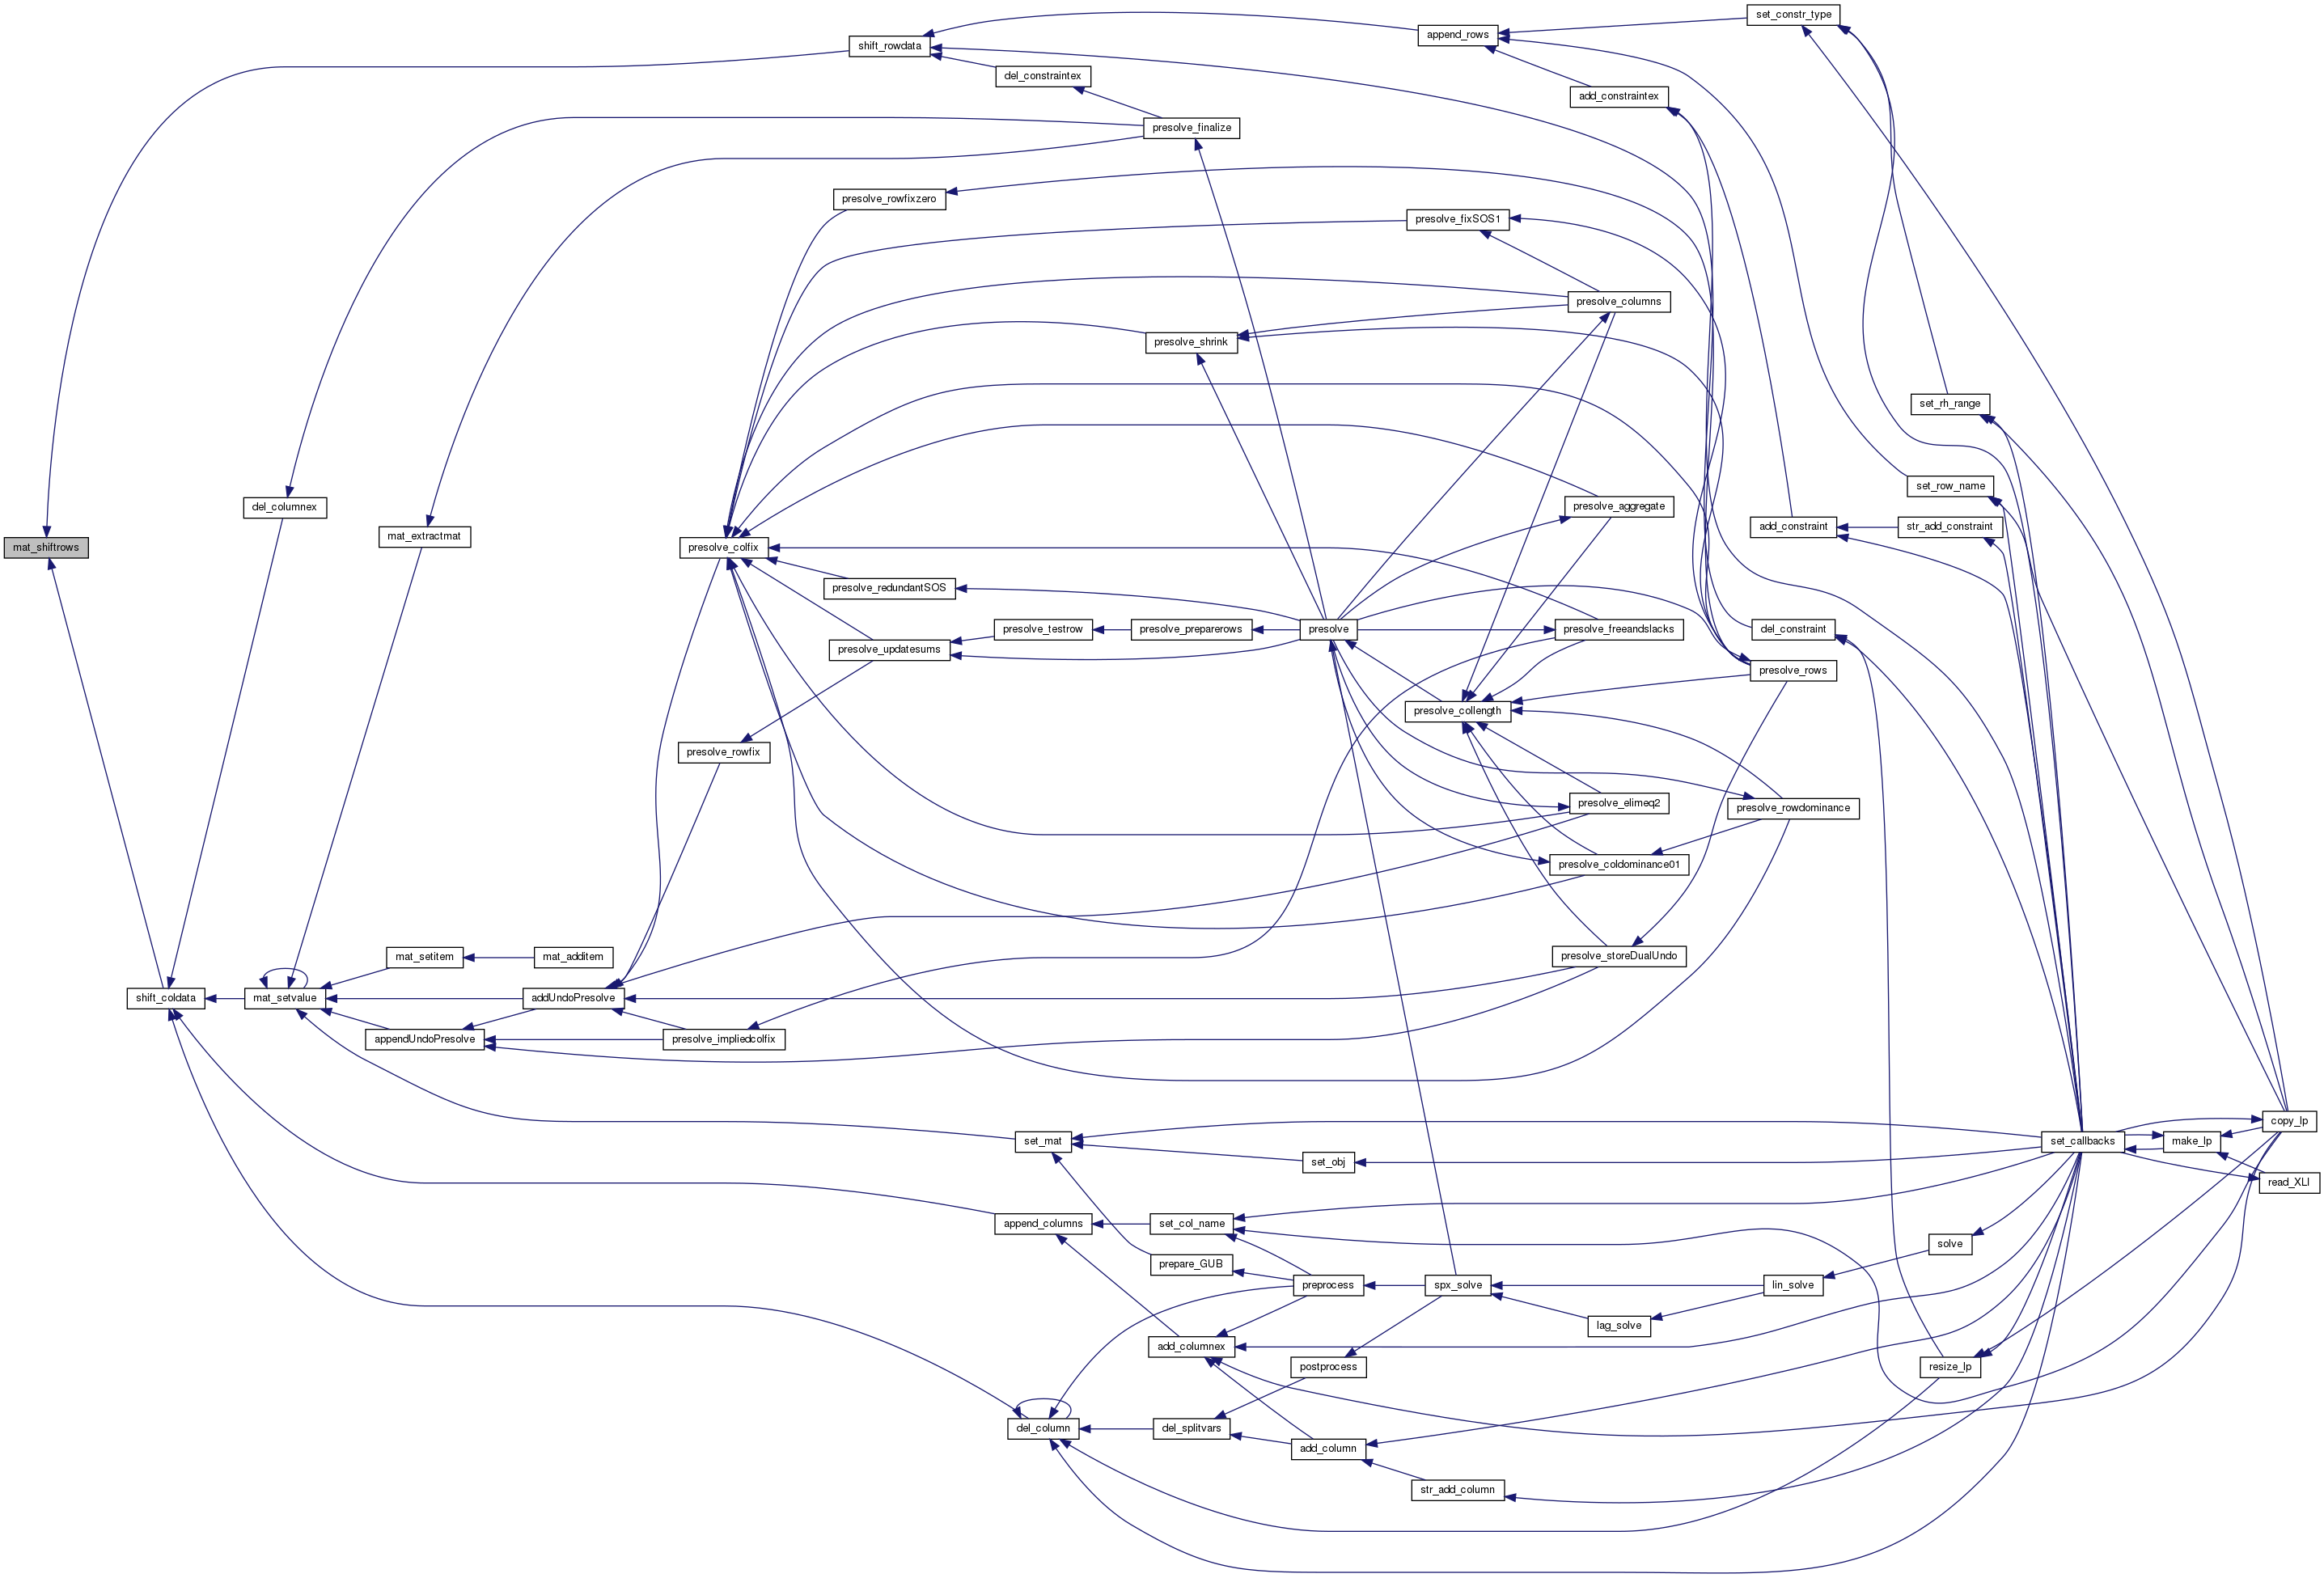 set_constr_type
append_rows
shift_rowdata
del_constraintex
add_constraintex
presolve_finalize
presolve_rowfixzero
presolve_fixSOS1
presolve_columns
presolve_shrink
set_rh_range
set_row_name
del_columnex
presolve_aggregate
add_constraint
str_add_constraint
mat_extractmat
mat_shiftrows
presolve_colfix
presolve_redundantSOS
presolve_testrow
presolve_preparerows
presolve
presolve_freeandslacks
del_constraint
presolve_updatesums
presolve_rows
presolve_collength
presolve_rowfix
presolve_elimeq2
presolve_rowdominance
presolve_coldominance01
mat_setitem
mat_additem
presolve_storeDualUndo
shift_coldata
mat_setvalue
addUndoPresolve
appendUndoPresolve
presolve_impliedcolfix
copy_lp
set_mat
set_callbacks
make_lp
set_obj
read_XLI
append_columns
set_col_name
solve
prepare_GUB
preprocess
spx_solve
lin_solve
lag_solve
add_columnex
postprocess
resize_lp
del_column
del_splitvars
add_column
str_add_column